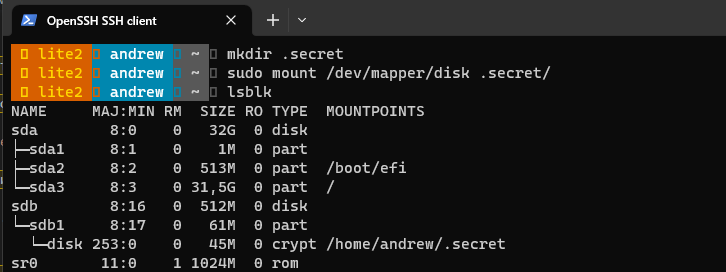 OpenSSH SSH client
lite2 andrew ~ mkdir .secret
lite2 andrew ~ sudo mount /dev/mapper/disk .secret/
lite2 andrew ~ lsblk
NAME MAJ:MIN RM SIZE RO TYPE MOUNTPOINTS
sda 8:0 0 32G 0 disk
├─sda1 8:1 0 1M 0 part
├─sda2 8:2 0 513M 0 part /boot/efi
└─sda3 8:3 0 31,5G 0 part /
sdb 8:16 0 512M 0 disk
└─sdb1 8:17 0 61M 0 part
└─disk 253:0 0 45M 0 crypt /home/andrew/.secret
sr0 11:0 1 1024M 0 rom